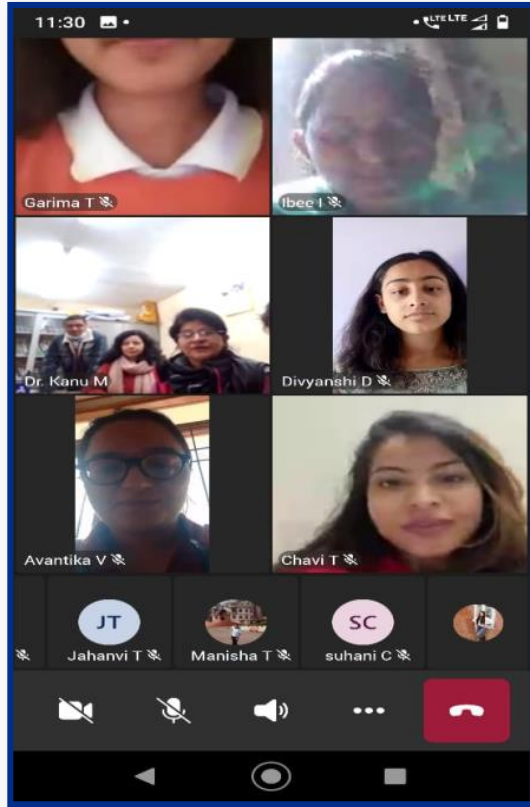 11:30
LTE LTE
Garima T
Ibee I
Dr. Kanu M
Divyanshi D
Avantika V
Chavi T
JT
SC
Jahanvi T
Manisha T
suhani C